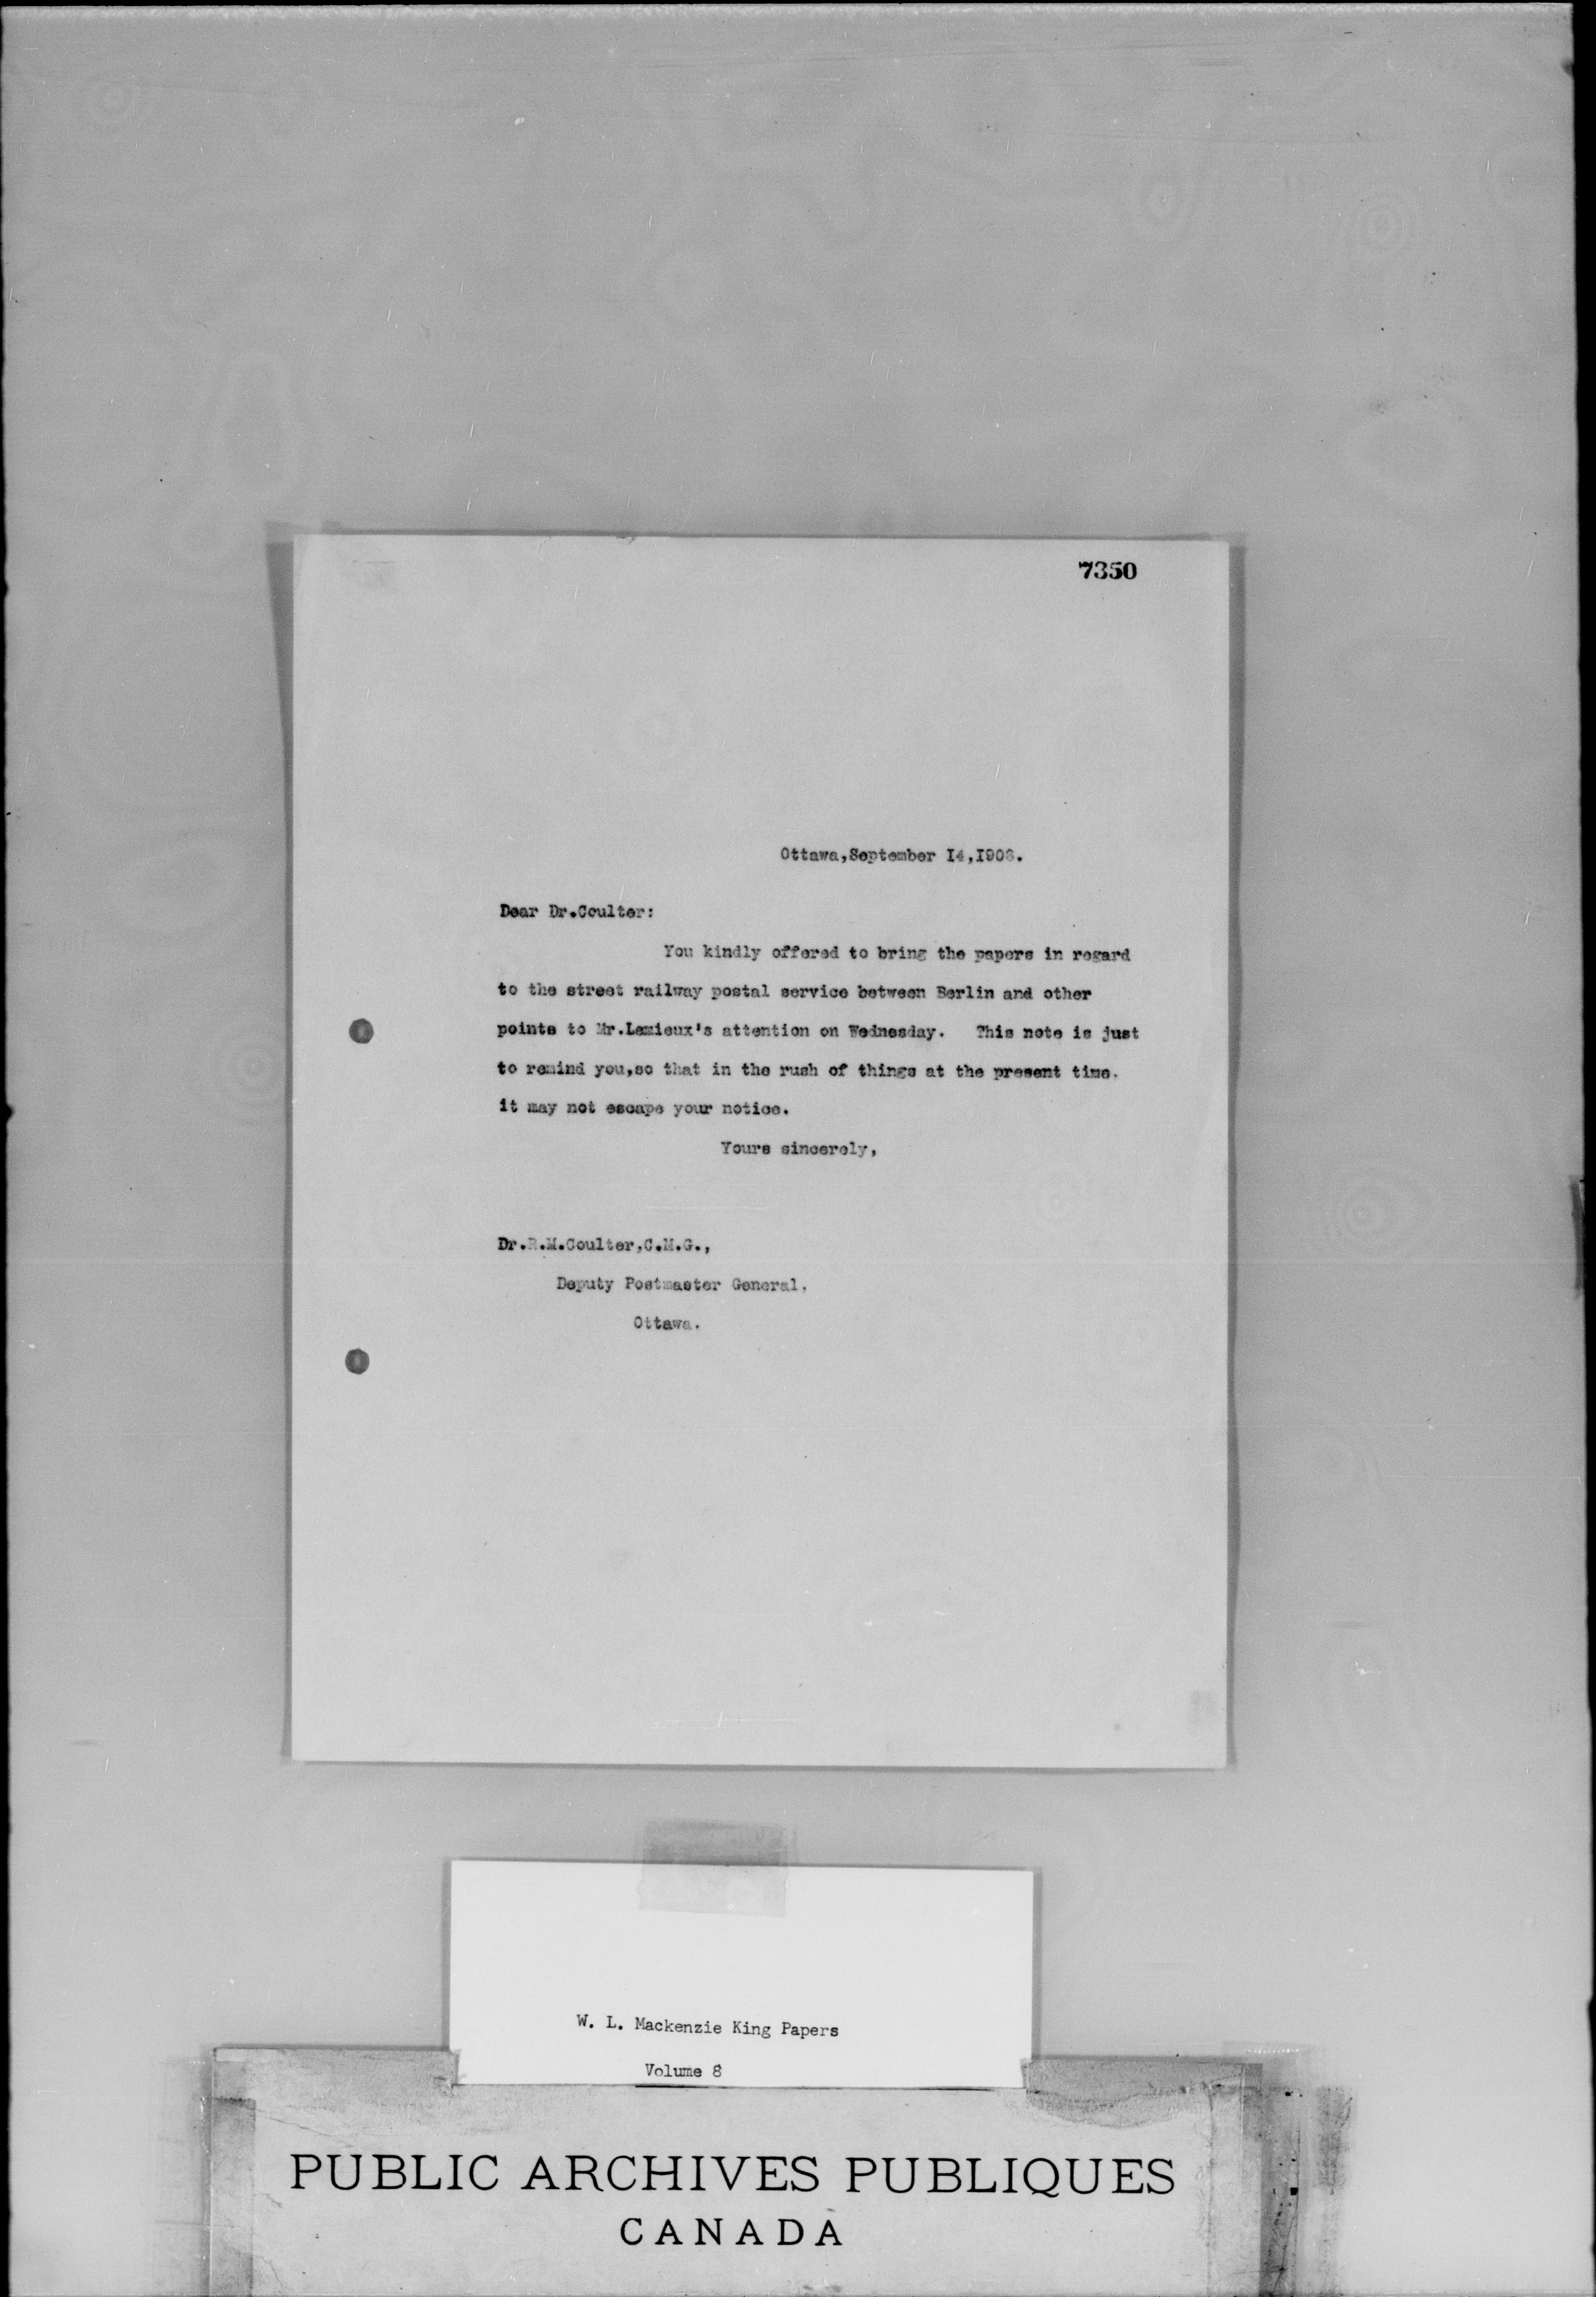 7350
Ottawa,September I4,I908.
Dear Dr.Coulter:
You kindly offered to bring the papers in regard
to the street railway postal service between Berlin and other
points to Mr.Lemieux's attention on Wednesday. This note is just
to remind you,so that in the rush of things at the present time.
it may not escape your notice.
Yours sincerely,
Dr.R.M.Coulter,C.M.G.,
Deputy Postmaster General.
Ottawa.
W. L. Mackenzie King Papers
Volume 8
PUBLIC ARCHIVES PUBLIQUES
CANADA